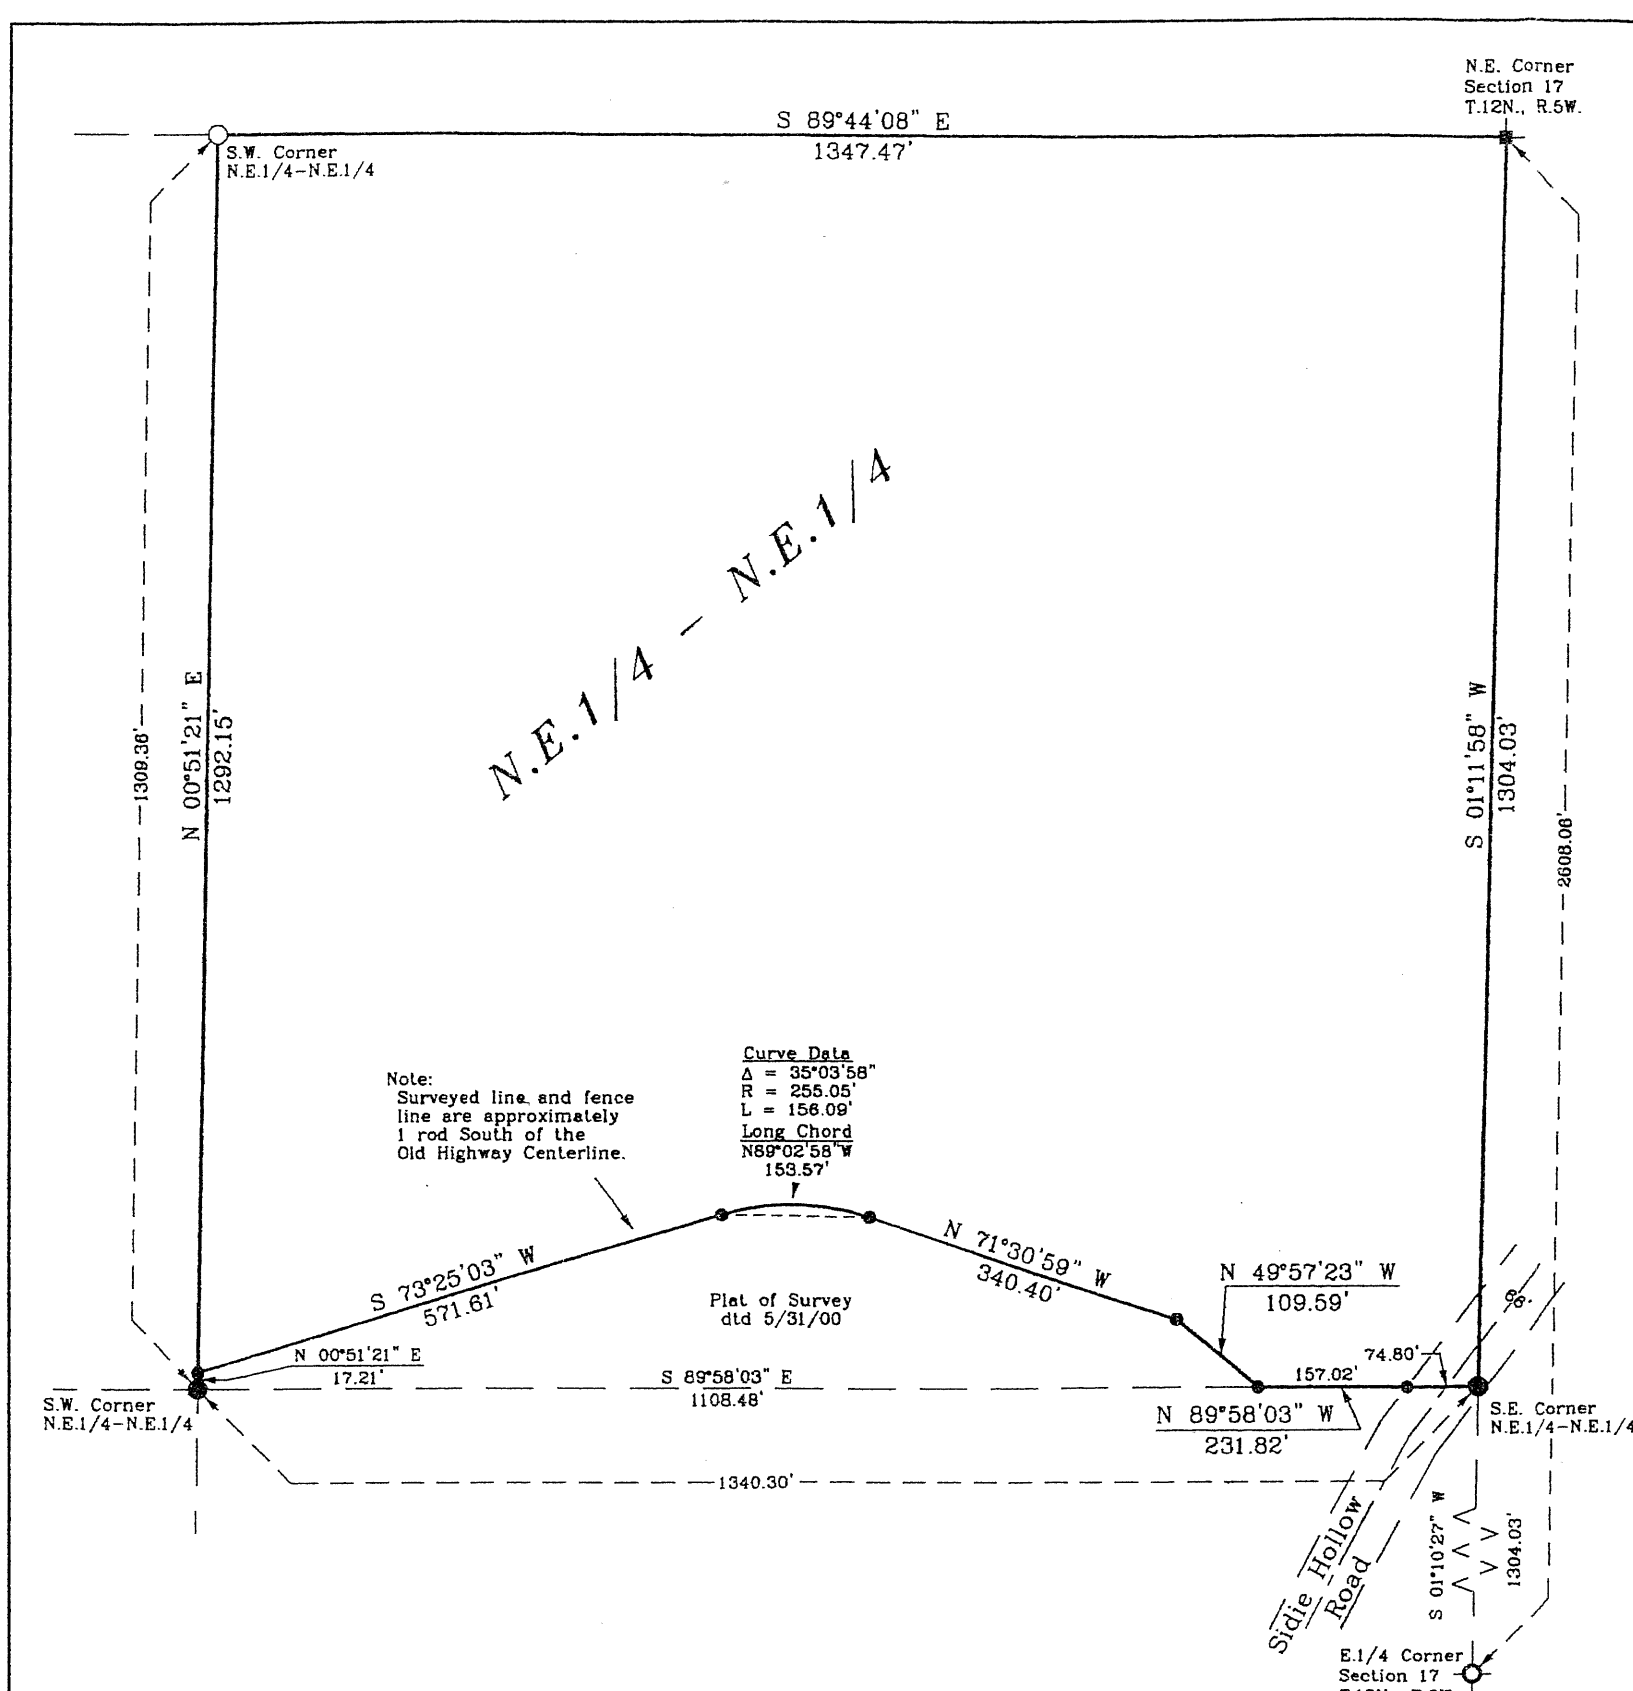 N.E. Corner
Section 17
T.12N., R.5W.
S 89°44'08" E
1347.47'
S.W. Corner
N.E.1/4-N.E.1/4
N.E.1/4 - N.E.1/4
1309.36'
N 00°51'21" E
1292.15'
S 01°11'58" W
1304.03'
2608.06'
Curve Data
Δ = 35°03'58"
R = 255.05'
L = 156.09'
Long Chord
N89°02'58"W
153.57'
Note:
Surveyed line and fence
line are approximately
1 rod South of the
Old Highway Centerline.
S 73°25'03" W
571.61'
N 71°30'59" W
340.40'
N 49°57'23" W
109.59'
Plat of Survey
dtd 5/31/00
66'
N 00°51'21" E
17.21'
S 89°58'03" E
1108.48'
157.02'
74.80'
S.W. Corner
N.E.1/4-N.E.1/4
N 89°58'03" W
231.82'
S.E. Corner
N.E.1/4-N.E.1/4
1340.30'
Sidie Hollow
Road
S 01°10'27" W
1304.03'
E.1/4 Corner
Section 17